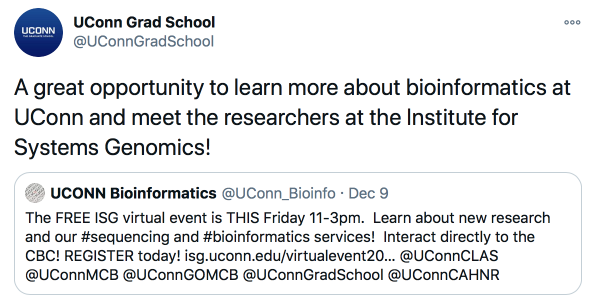 UCONN
UConn Grad School
@UConnGradSchool
A great opportunity to learn more about bioinformatics at
UConn and meet the researchers at the Institute for
Systems Genomics!
UCONN Bioinformatics @UConn_Bioinfo · Dec 9
The FREE ISG virtual event is THIS Friday 11-3pm.  Learn about new research
and our #sequencing and #bioinformatics services!  Interact directly to the
CBC! REGISTER today! isg.uconn.edu/virtualevent20... @UConnCLAS
@UConnMCB @UConnGOMCB @UConnGradSchool @UConnCAHNR